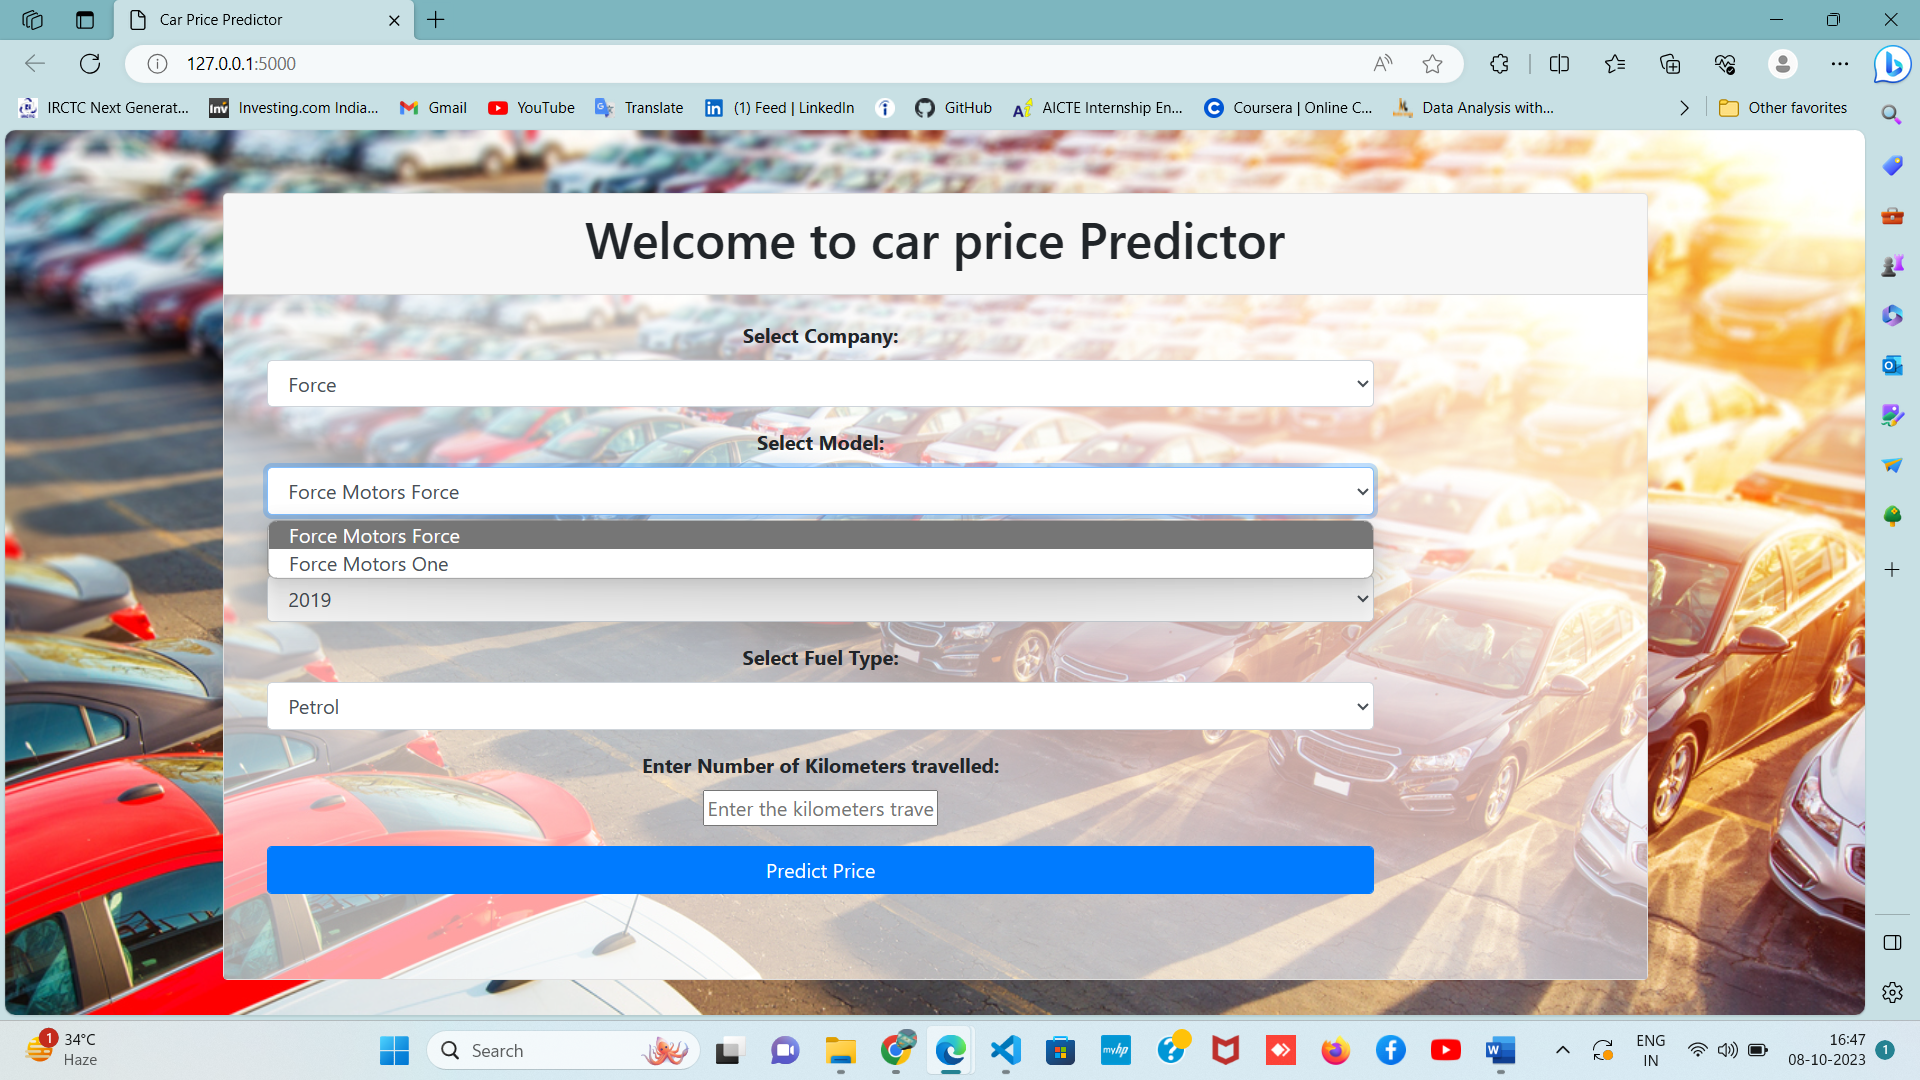 Car Price Predictor
127.0.0.1:5000
IRCTC Next Generat...
Inv Investing.com India...
Gmail
YouTube
Translate
(1) Feed | LinkedIn
GitHub
AICTE Internship En...
Coursera | Online C...
Data Analysis with...
Other favorites
Welcome to car price Predictor
Select Company:
Force
Select Model:
Force Motors Force
Force Motors Force
Force Motors One
2019
Select Fuel Type:
Petrol
Enter Number of Kilometers travelled:
Enter the kilometers trave
Predict Price
1
34°C
Haze
Search
myhp
ENG
IN
16:47
08-10-2023
1